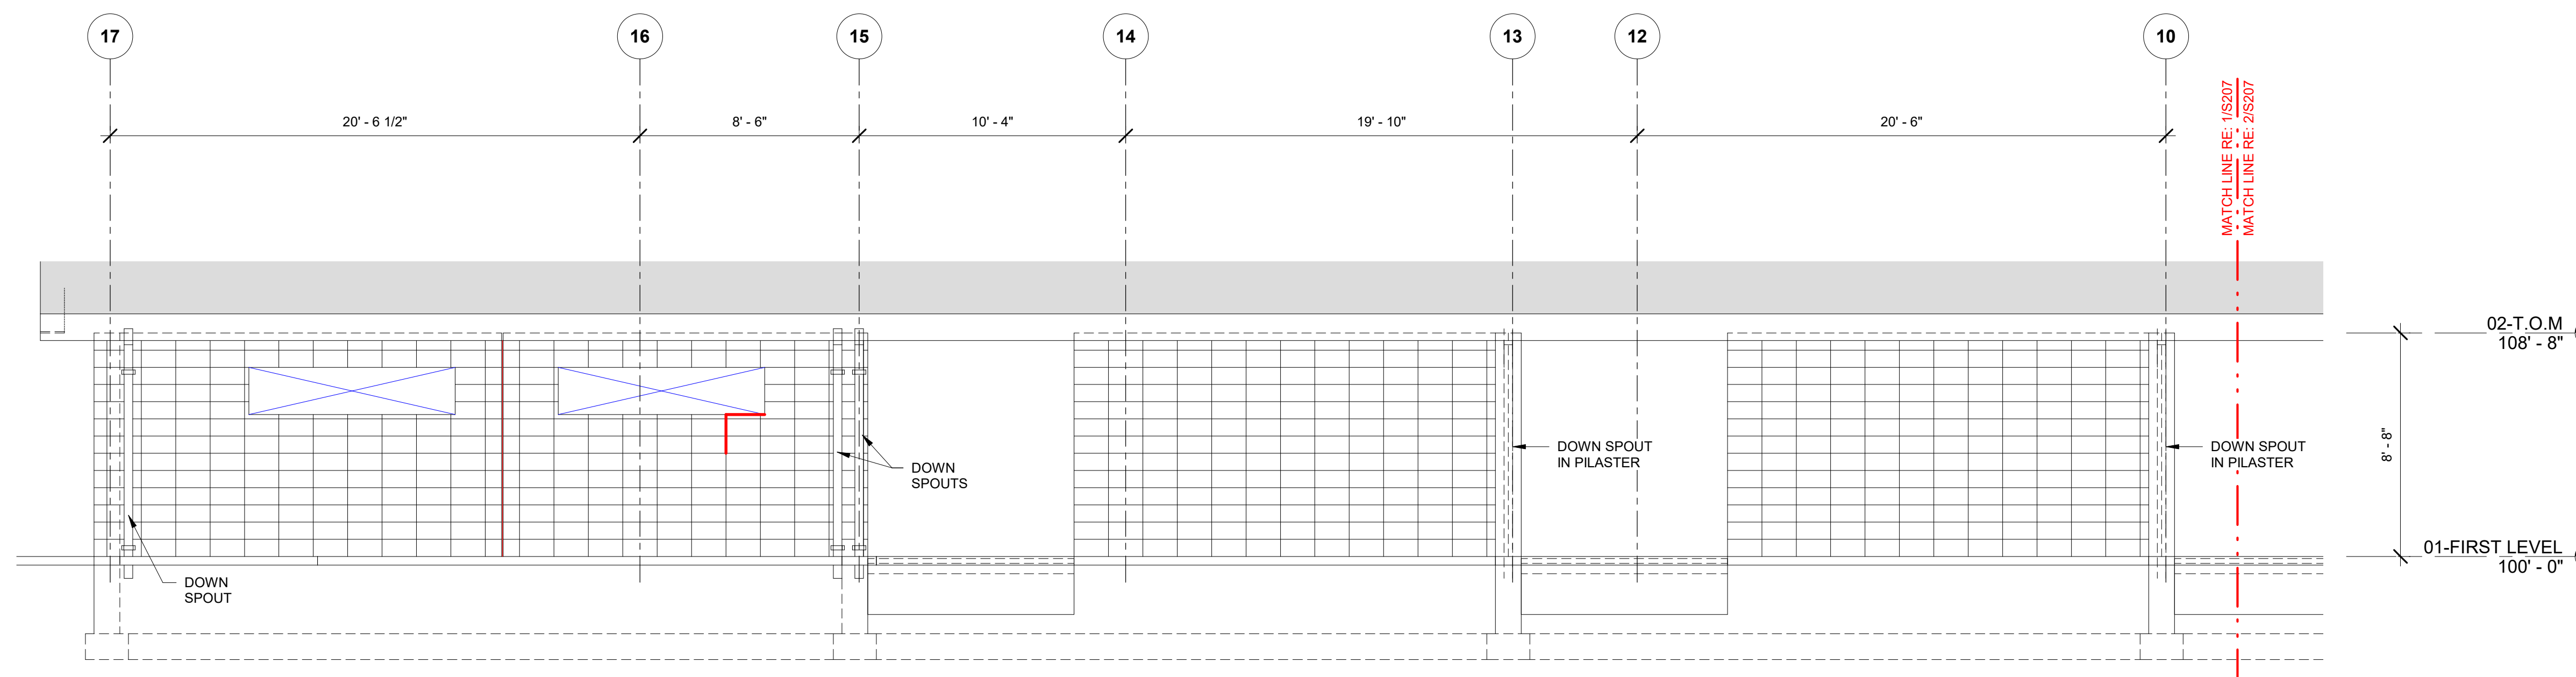 17
16
15
14
13
12
10
20' - 6 1/2"
8' - 6"
10' - 4"
19' - 10"
20' - 6"
MATCH LINE RE: 1/S207
MATCH LINE RE: 2/S207
02-T.O.M
108' - 8"
8' - 8"
DOWN SPOUT
IN PILASTER
DOWN SPOUT
IN PILASTER
DOWN
SPOUTS
01-FIRST LEVEL
100' - 0"
DOWN
SPOUT